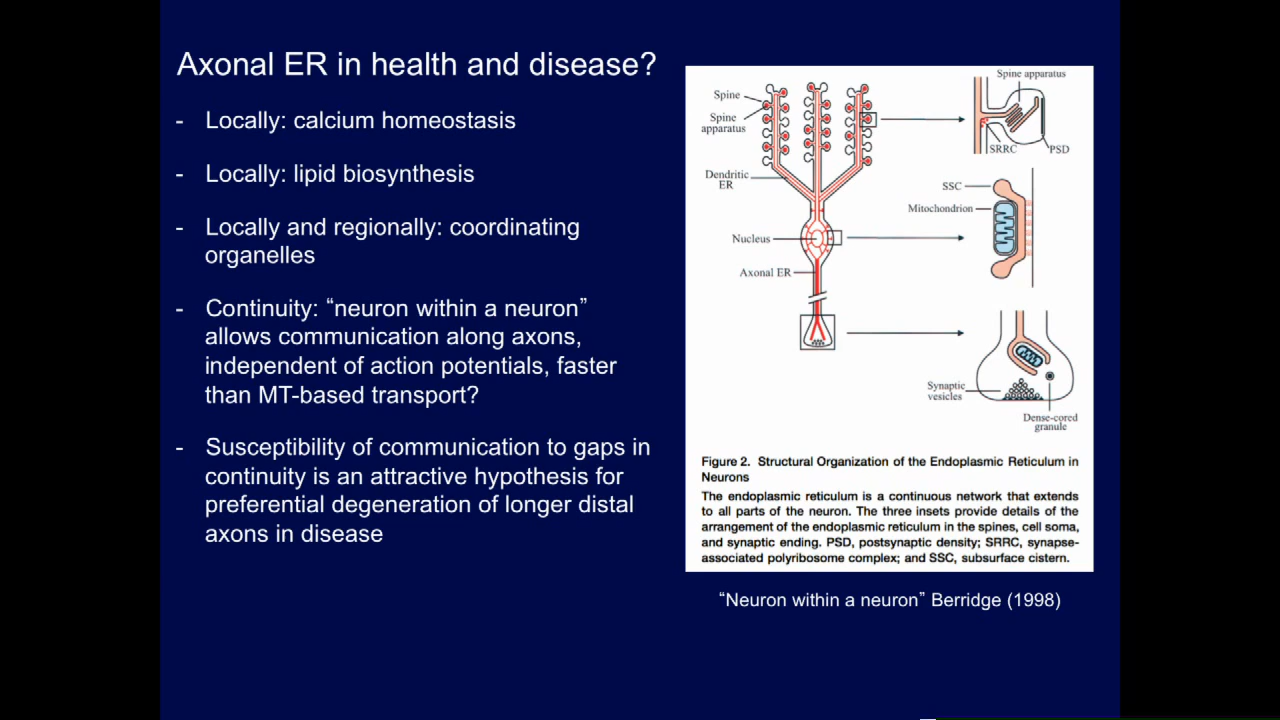 Axonal ER in health and disease?
- Locally: calcium homeostasis
- Locally: lipid biosynthesis
- Locally and regionally: coordinating
organelles
- Continuity: “neuron within a neuron”
allows communication along axons,
independent of action potentials, faster
than MT-based transport?
- Susceptibility of communication to gaps in
continuity is an attractive hypothesis for
preferential degeneration of longer distal
axons in disease
Spine
Spine
apparatus
Dendritic
ER
Nucleus
Axonal ER
Spine apparatus
SRRC
PSD
SSC
Mitochondrion
Synaptic
vesicles
Dense-cored
granule
Figure 2. Structural Organization of the Endoplasmic Reticulum in
Neurons
The endoplasmic reticulum is a continuous network that extends
to all parts of the neuron. The three insets provide details of the
arrangement of the endoplasmic reticulum in the spines, cell soma,
and synaptic ending. PSD, postsynaptic density; SRRC, synapse-
associated polyribosome complex; and SSC, subsurface cistern.
“Neuron within a neuron” Berridge (1998)